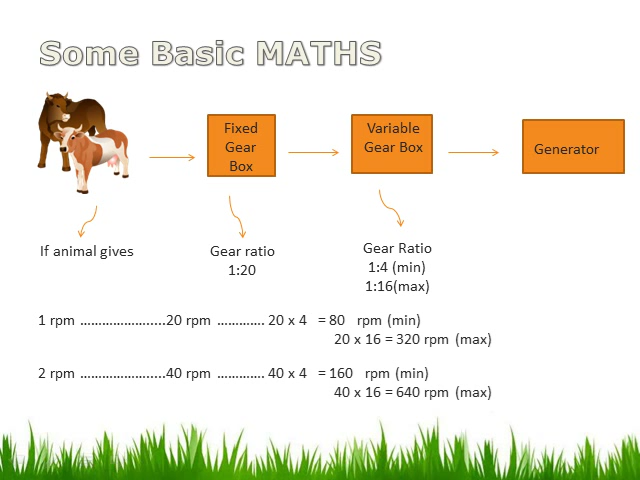 Some Basic MATHS
Fixed
Gear
Box
Variable
Gear Box
Generator
If animal gives
Gear ratio
1:20
Gear Ratio
1:4 (min)
1:16(max)
1 rpm ........................20 rpm ............. 20 x 4 = 80 rpm (min)
20 x 16 = 320 rpm (max)
2 rpm ........................40 rpm ............. 40 x 4 = 160 rpm (min)
40 x 16 = 640 rpm (max)